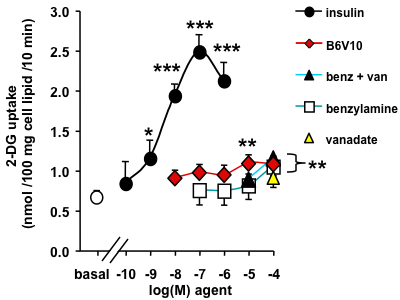 3.0
2.5
2.0
1.5
1.0
0.5
0.0
2-DG uptake
(nmol /100 mg cell lipid /10 min)
***
***
***
*
**
**
basal -10 -9 -8 -7 -6 -5 -4
log(M) agent
insulin
B6V10
benz + van
benzylamine
vanadate